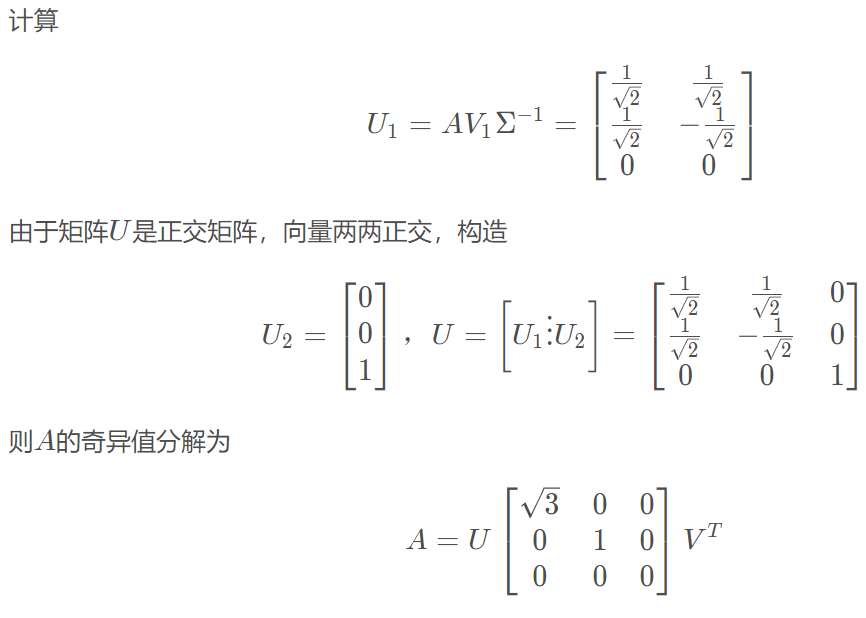 计算
$U_1 = AV_1\Sigma^{-1} = \begin{bmatrix} \frac{1}{\sqrt{2}} & \frac{1}{\sqrt{2}} \\ \frac{1}{\sqrt{2}} & -\frac{1}{\sqrt{2}} \\ 0 & 0 \end{bmatrix}$
由于矩阵$U$是正交矩阵，向量两两正交，构造
$U_2 = \begin{bmatrix} 0 \\ 0 \\ 1 \end{bmatrix}，U = \begin{bmatrix} U_1 \vdots U_2 \end{bmatrix} = \begin{bmatrix} \frac{1}{\sqrt{2}} & \frac{1}{\sqrt{2}} & 0 \\ \frac{1}{\sqrt{2}} & -\frac{1}{\sqrt{2}} & 0 \\ 0 & 0 & 1 \end{bmatrix}$
则$A$的奇异值分解为
$A = U \begin{bmatrix} \sqrt{3} & 0 & 0 \\ 0 & 1 & 0 \\ 0 & 0 & 0 \end{bmatrix} V^T$